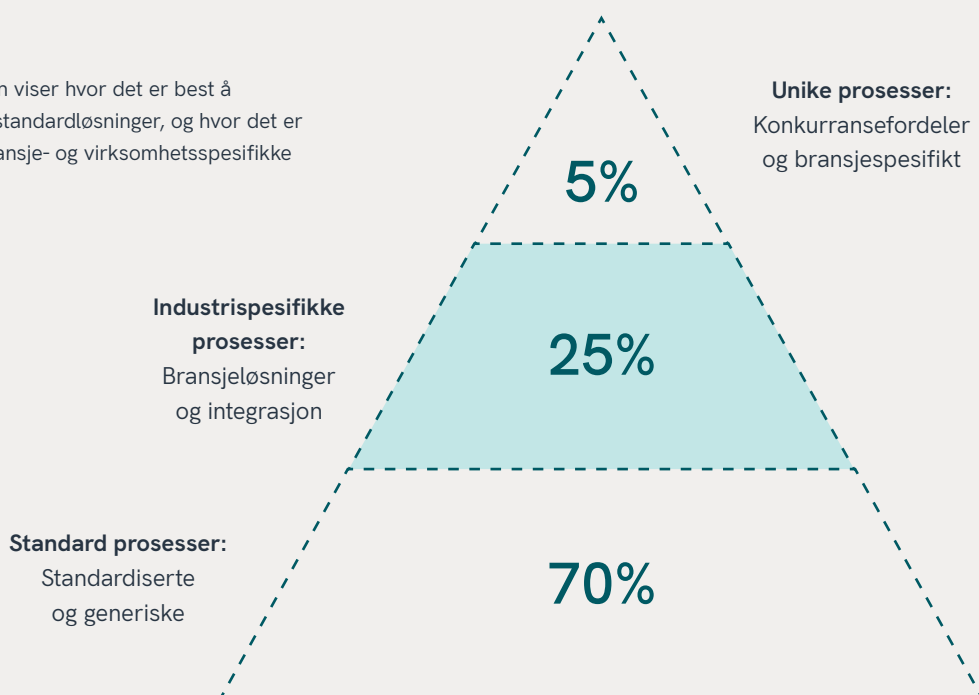 viser hvor det er best å
standardløsninger, og hvor det er
og virksomhetsspesifikke
Unike prosesser:
Konkurransefordeler
og bransjespesifikt
5%
Industrispesifikke
prosesser:
Bransjeløsninger
og integrasjon
25%
Standard prosesser:
Standardiserte
og generiske
70%